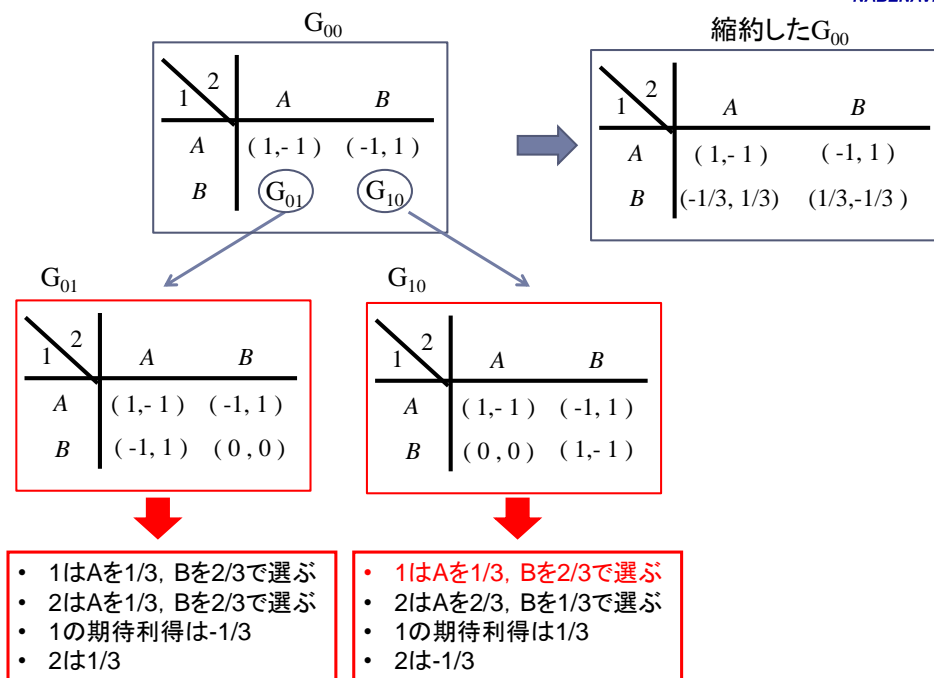 G00
縮約したG00
2
1
A B
A (1,- 1) (-1, 1)
B G01 G10
2
1
A B
A (1,- 1) (-1, 1)
B (-1/3, 1/3) (1/3,-1/3 )
G01
2
1
A B
A (1,- 1) (-1, 1)
B (-1, 1) (0 , 0)
G10
2
1
A B
A (1,- 1) (-1, 1)
B (0 , 0) (1,- 1)
• 1はAを1/3, Bを2/3で選ぶ
• 2はAを1/3, Bを2/3で選ぶ
• 1の期待利得は-1/3
• 2は1/3
• 1はAを1/3, Bを2/3で選ぶ
• 2はAを2/3, Bを1/3で選ぶ
• 1の期待利得は1/3
• 2は-1/3